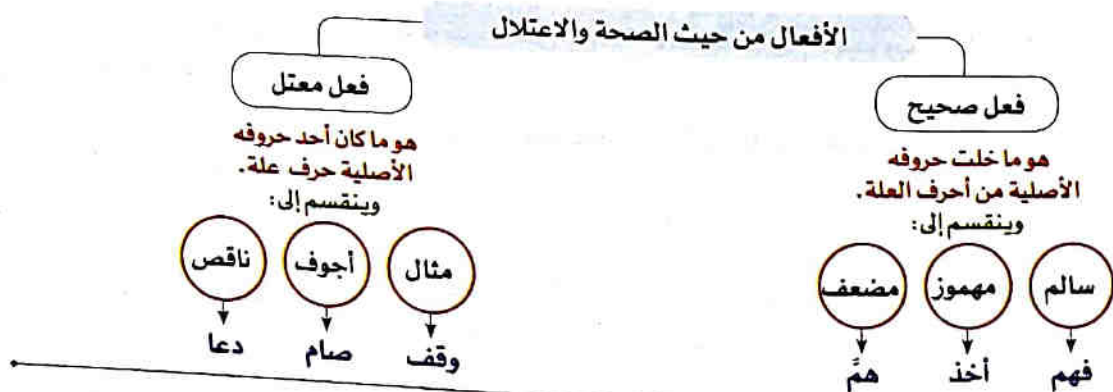 الأفعال من حيث الصحة والاعتلال
فعل صحيح
هو ما خلت حروفه
الأصلية من أحرف العلة.
وينقسم إلى:
سالم
مهموز
مضعف
فهم
أخذ
همَّ
فعل معتل
هو ما كان أحد حروفه
الأصلية حرف علة.
وينقسم إلى:
مثال
أجوف
ناقص
وقف
صام
دعا